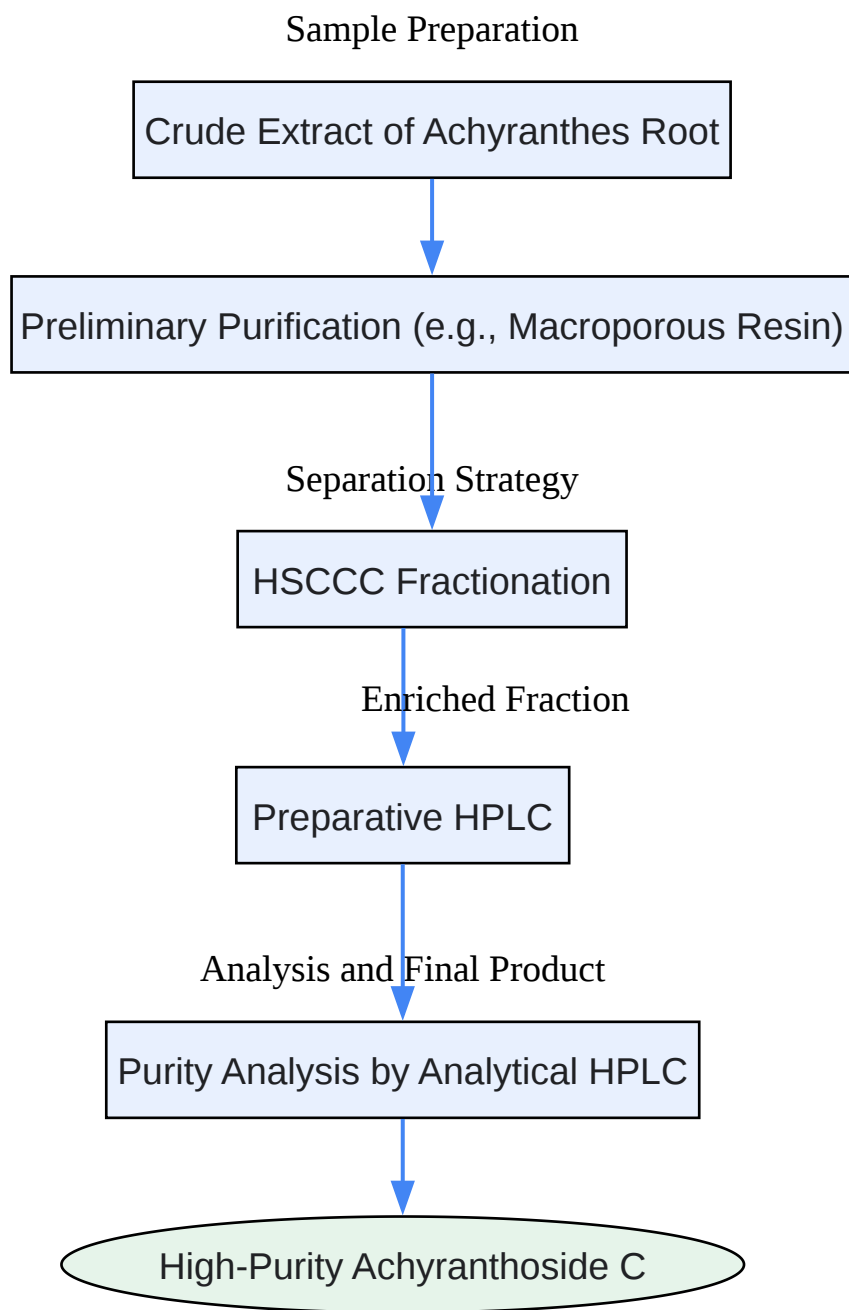 Sample Preparation
Crude Extract of Achyranthes Root
Preliminary Purification (e.g., Macroporous Resin)
Separation Strategy
HSCCC Fractionation
Enriched Fraction
Preparative HPLC
Analysis and Final Product
Purity Analysis by Analytical HPLC
High-Purity Achyranthoside C